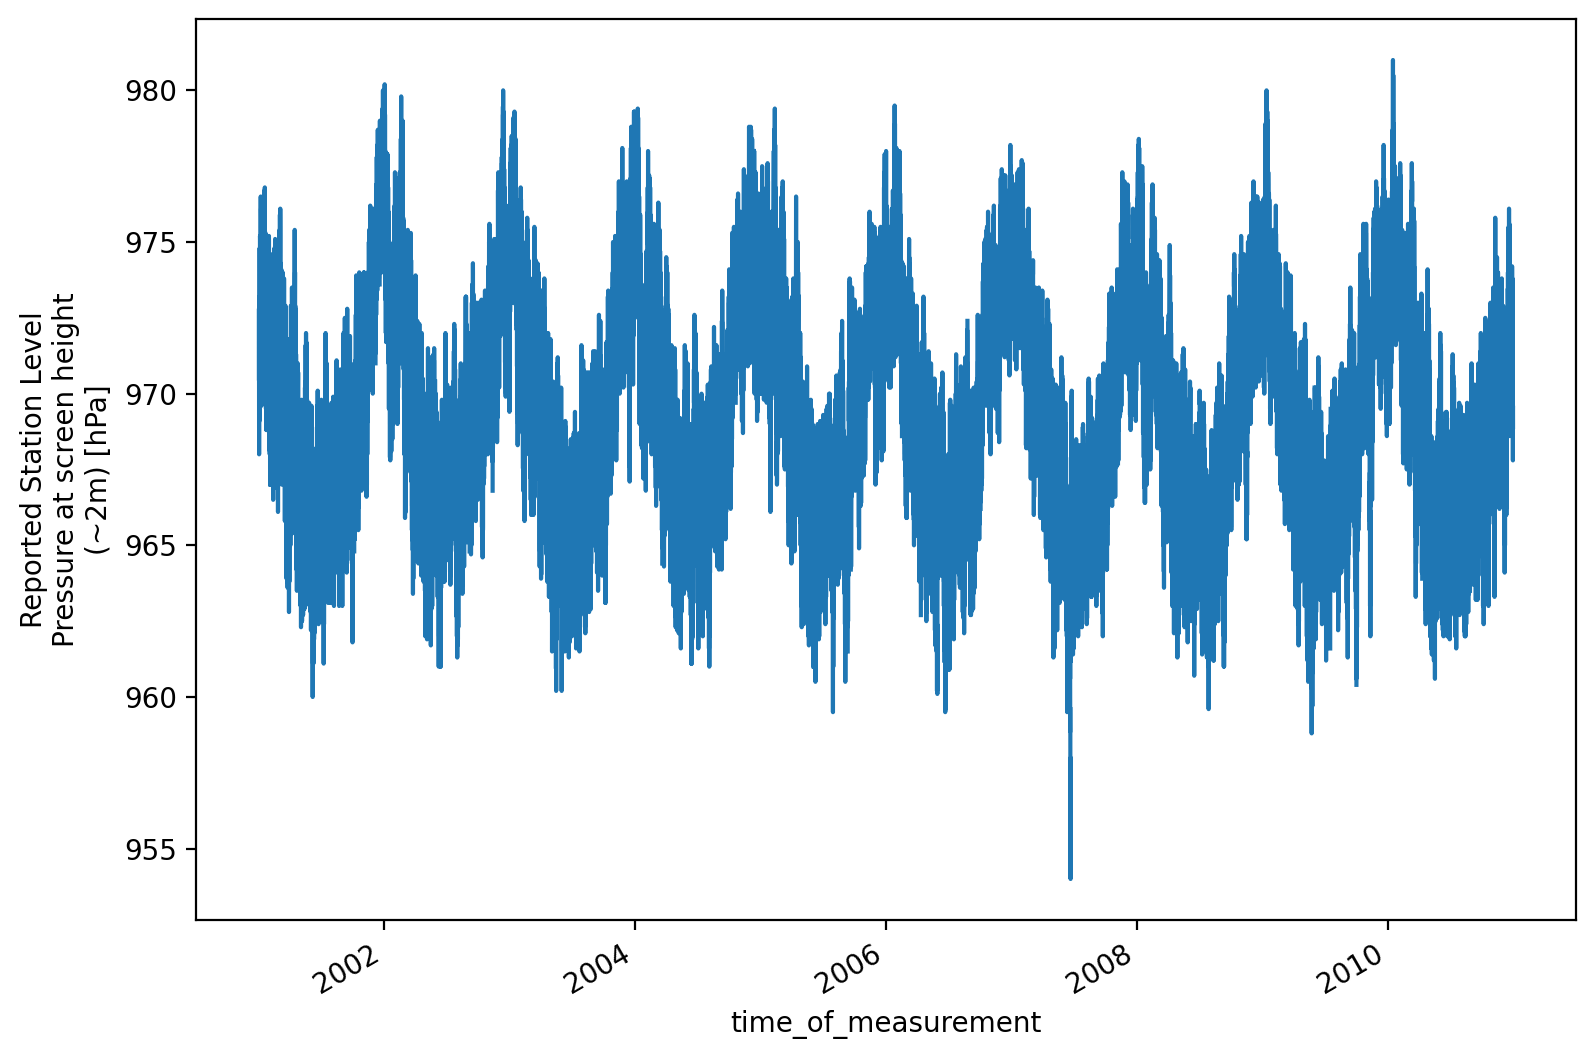 Reported Station Level
Pressure at screen height
(~2m) [hPa]
980
975
970
965
960
955
2002
2004
2006
2008
2010
time_of_measurement